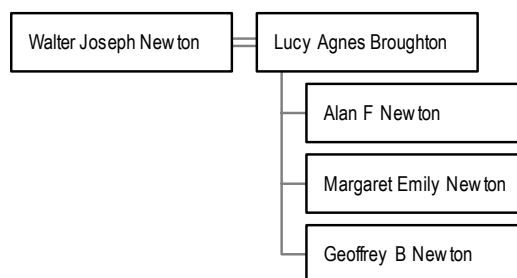 Walter Joseph Newton
Lucy Agnes Broughton
Alan F Newton
Margaret Emily Newton
Geoffrey B Newton